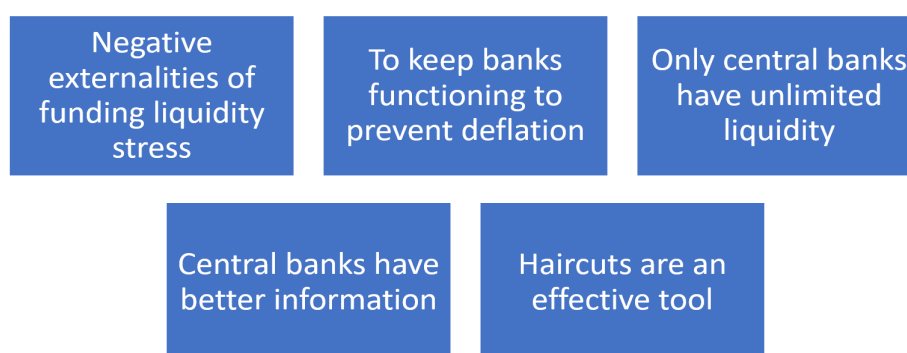 Negative
externalities of
funding liquidity
stress
To keep banks
functioning to
prevent deflation
Only central banks
have unlimited
liquidity
Central banks have
better information
Haircuts are an
effective tool